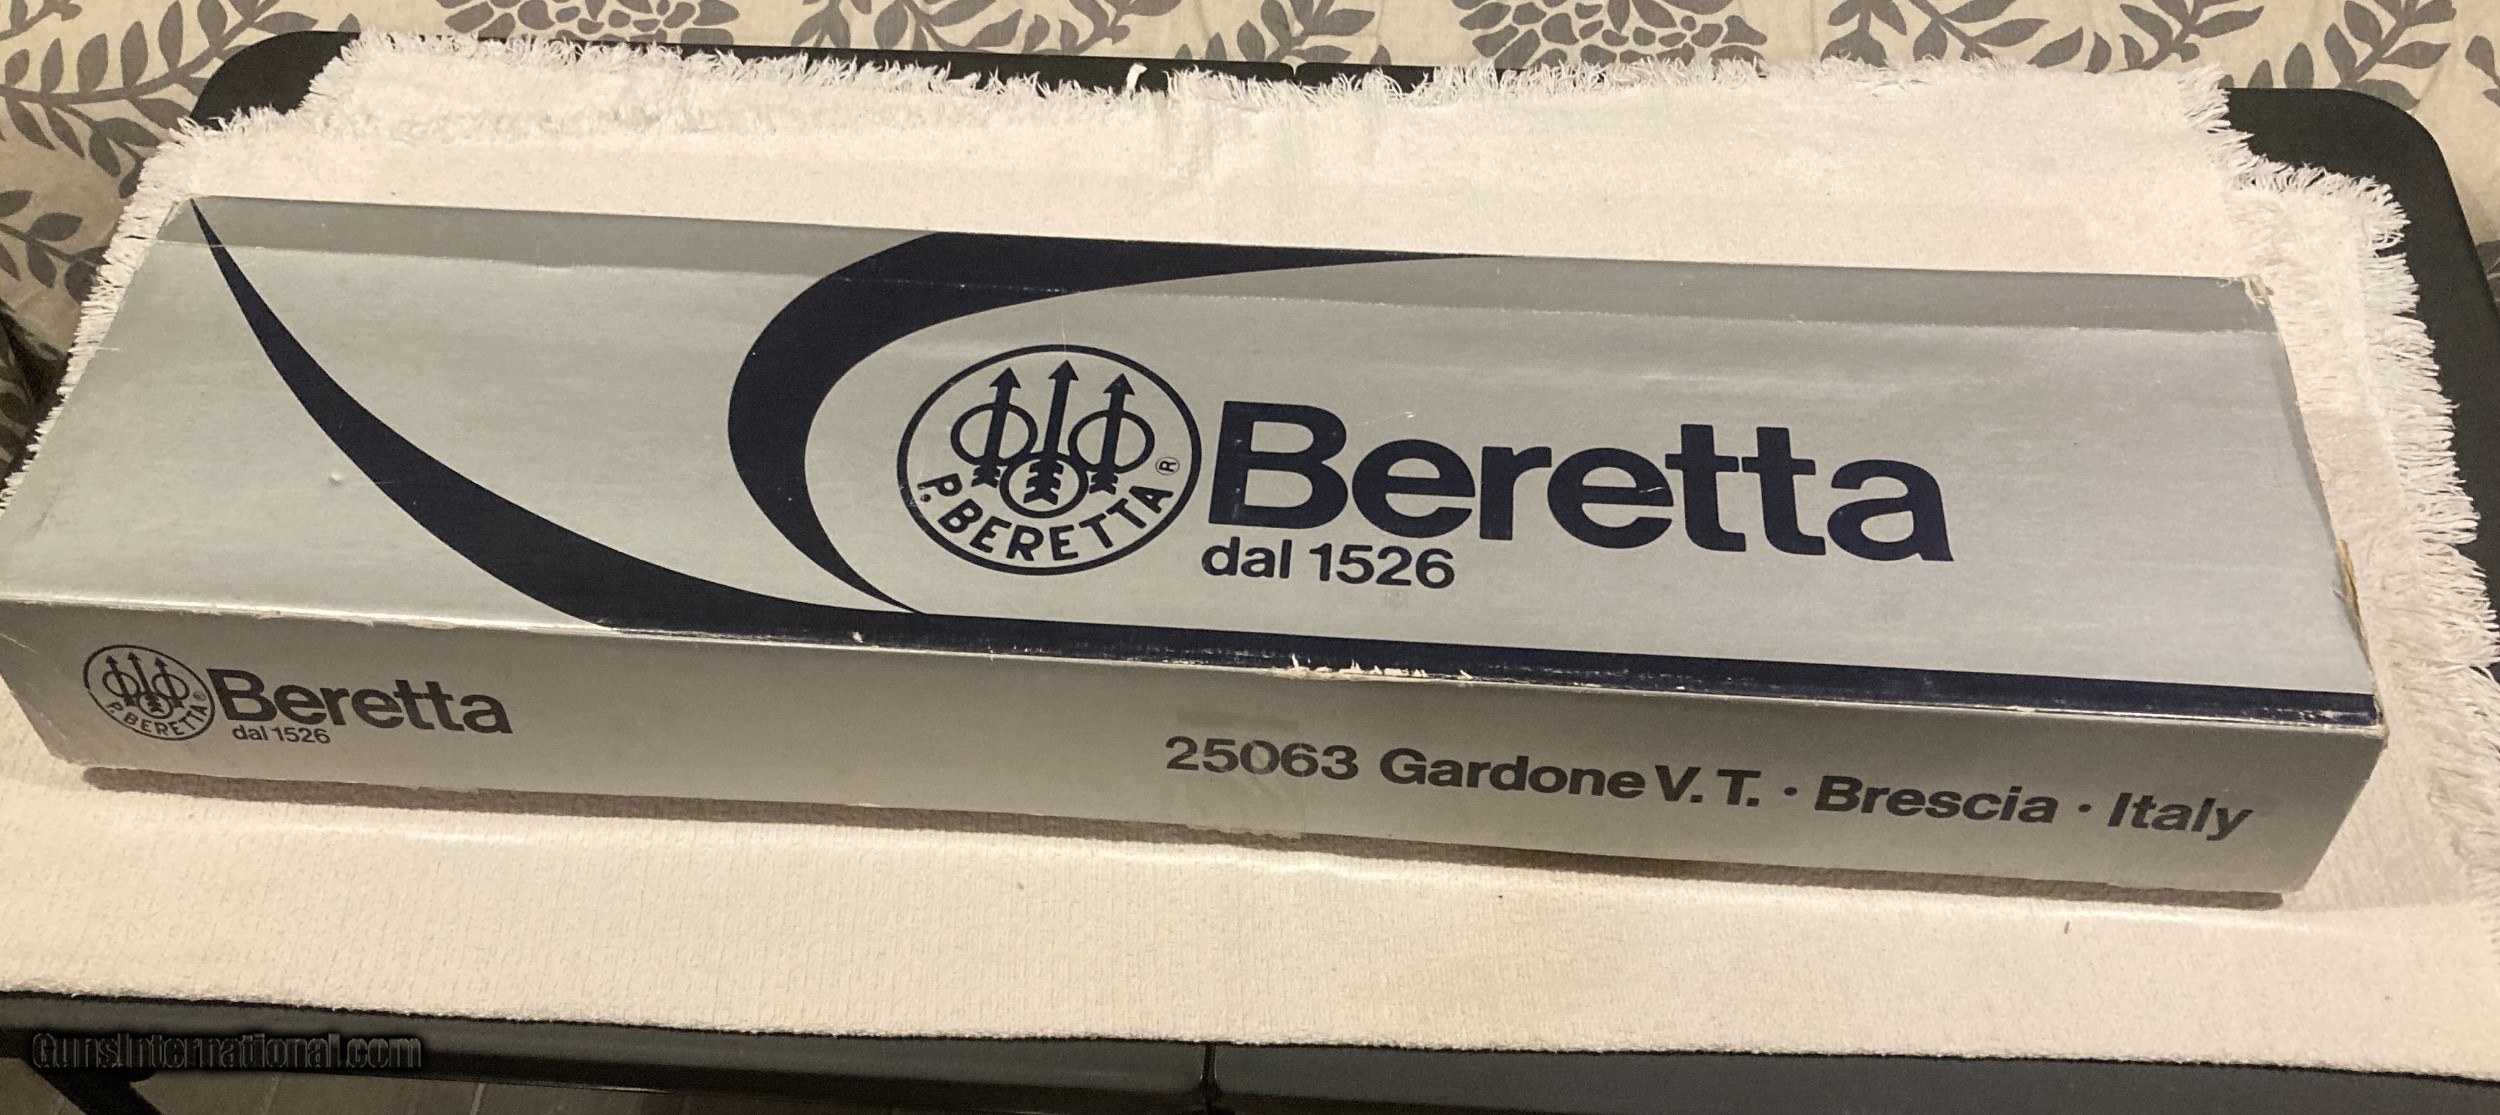 P. BERETTA ®
Beretta
dal 1526
P. BERETTA ®
Beretta
dal 1526
25063 Gardone V.T. · Brescia · Italy
GunsInternational.com